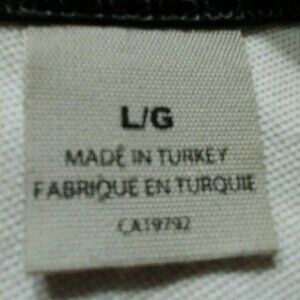 L/G
MADE IN TURKEY
FABRIQUE EN TURQUIE
CA19792